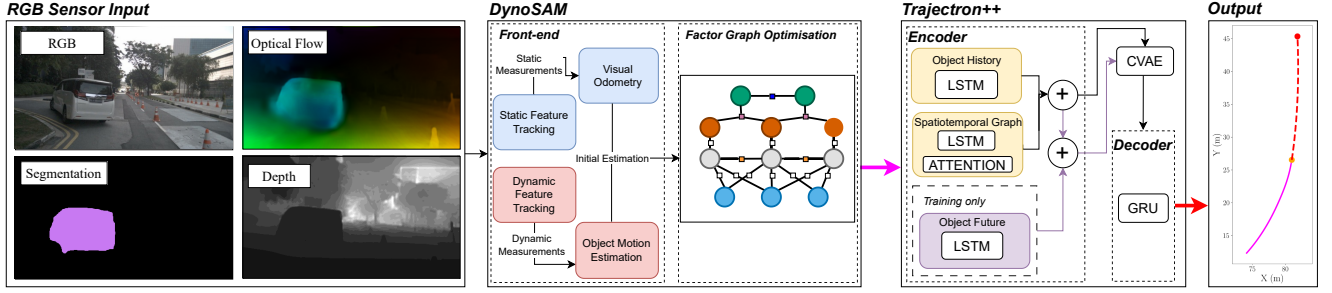 RGB Sensor Input
RGB
Optical Flow
Segmentation
Depth
DynoSAM
Front-end
Static
Measurements
Visual
Odometry
Static Feature
Tracking
Initial Estimation
Dynamic
Feature
Tracking
Dynamic
Measurements
Object Motion
Estimation
Factor Graph Optimisation
Trajectron++
Encoder
Object History
LSTM
Spatiotemporal Graph
LSTM
ATTENTION
Training only
Object Future
LSTM
+
+
CVAE
Decoder
GRU
Output
45
40
35
30
25
20
15
Y (m)
75
80
X (m)